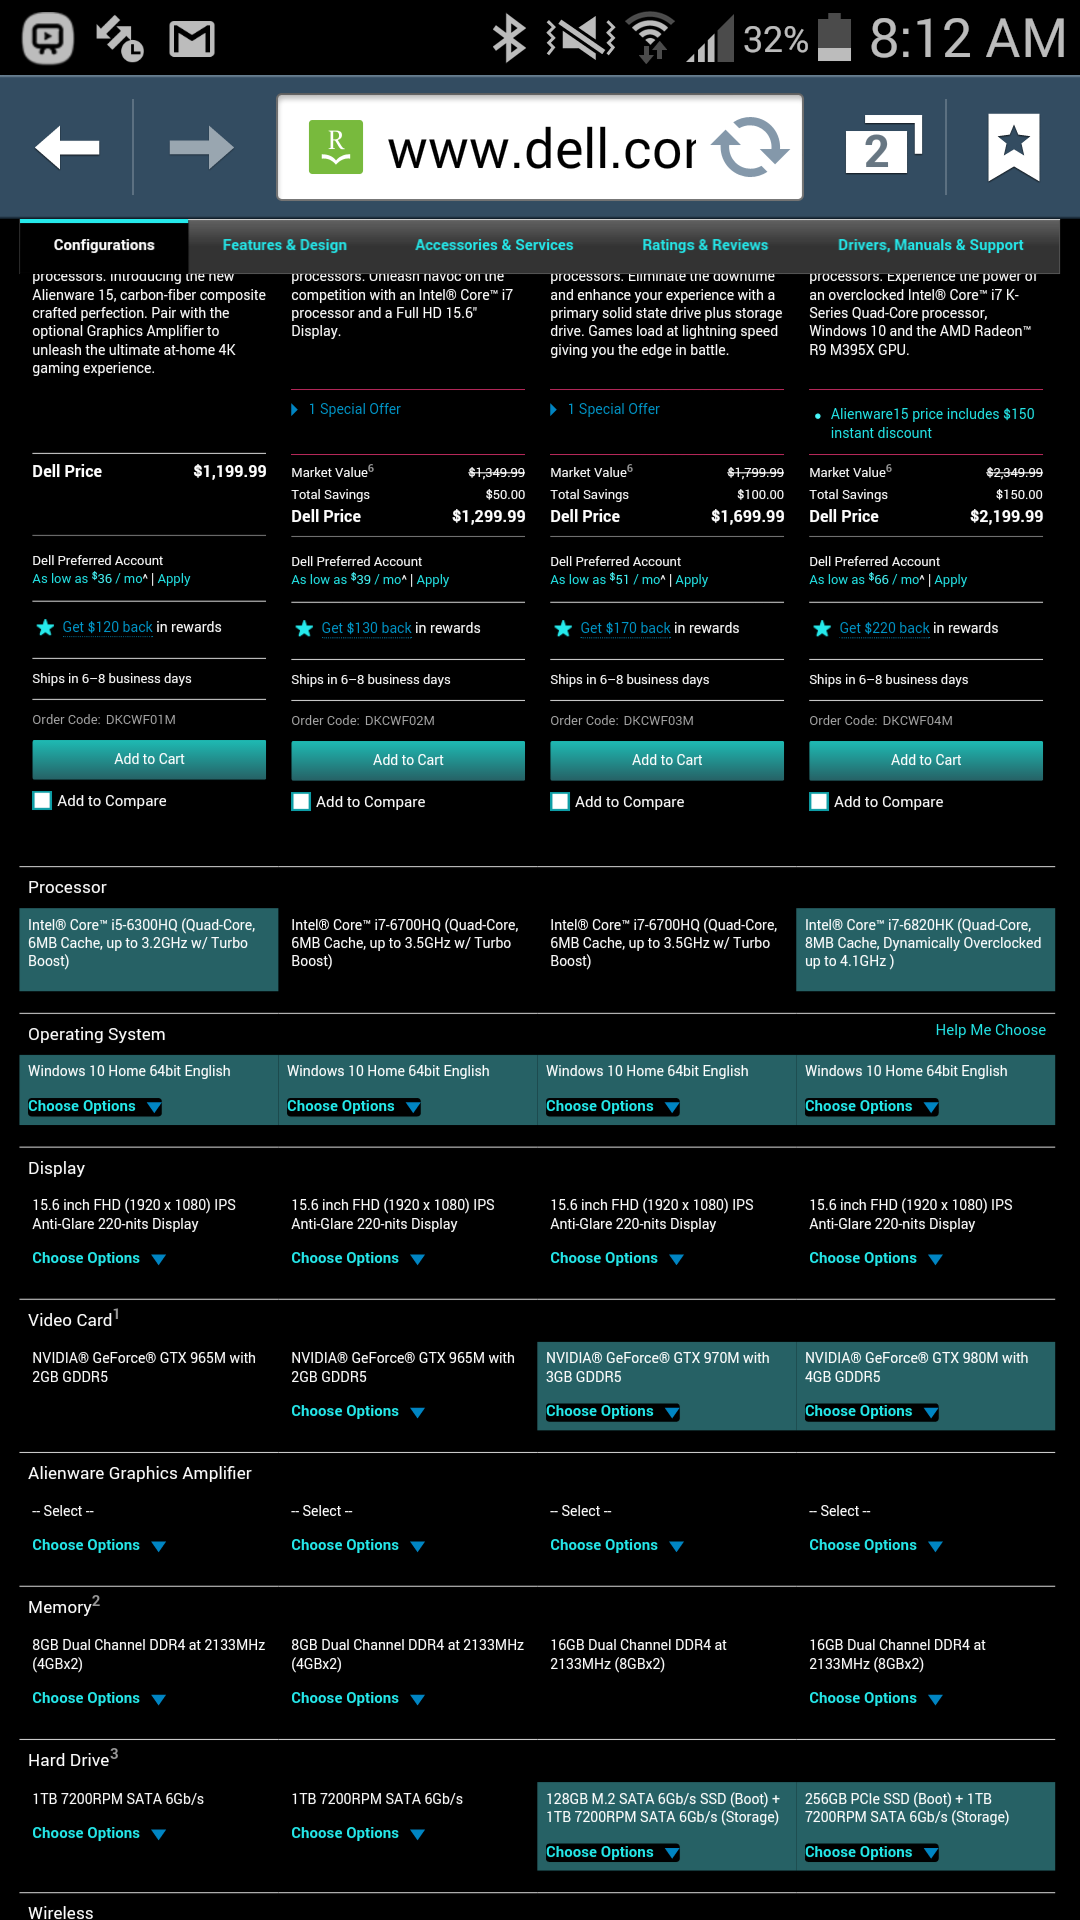 32% 8:12 AM
R www.dell.cor 2
Configurations Features & Design Accessories & Services Ratings & Reviews Drivers, Manuals & Support
processors. Introducing the new
Alienware 15, carbon-fiber composite
crafted perfection. Pair with the
optional Graphics Amplifier to
unleash the ultimate at-home 4K
gaming experience.
processors. Unleash havoc on the
competition with an Intel® Core™ i7
processor and a Full HD 15.6"
Display.
processors. Eliminate the downtime
and enhance your experience with a
primary solid state drive plus storage
drive. Games load at lightning speed
giving you the edge in battle.
processors. Experience the power of
an overclocked Intel® Core™ i7 K-
Series Quad-Core processor,
Windows 10 and the AMD Radeon™
R9 M395X GPU.
1 Special Offer
1 Special Offer
• Alienware15 price includes $150
instant discount
Dell Price $1,199.99
Market Value6 $1,349.99
Total Savings $50.00
Dell Price $1,299.99
Market Value6 $1,799.99
Total Savings $100.00
Dell Price $1,699.99
Market Value6 $2,349.99
Total Savings $150.00
Dell Price $2,199.99
Dell Preferred Account
As low as $36 / mo^ | Apply
Dell Preferred Account
As low as $39 / mo^ | Apply
Dell Preferred Account
As low as $51 / mo^ | Apply
Dell Preferred Account
As low as $66 / mo^ | Apply
Get $120 back in rewards
Get $130 back in rewards
Get $170 back in rewards
Get $220 back in rewards
Ships in 6–8 business days
Ships in 6–8 business days
Ships in 6–8 business days
Ships in 6–8 business days
Order Code: DKCWF01M
Order Code: DKCWF02M
Order Code: DKCWF03M
Order Code: DKCWF04M
Add to Cart
Add to Cart
Add to Cart
Add to Cart
Add to Compare
Add to Compare
Add to Compare
Add to Compare
Processor
Intel® Core™ i5-6300HQ (Quad-Core,
6MB Cache, up to 3.2GHz w/ Turbo
Boost)
Intel® Core™ i7-6700HQ (Quad-Core,
6MB Cache, up to 3.5GHz w/ Turbo
Boost)
Intel® Core™ i7-6700HQ (Quad-Core,
6MB Cache, up to 3.5GHz w/ Turbo
Boost)
Intel® Core™ i7-6820HK (Quad-Core,
8MB Cache, Dynamically Overclocked
up to 4.1GHz )
Operating System Help Me Choose
Windows 10 Home 64bit English
Choose Options
Windows 10 Home 64bit English
Choose Options
Windows 10 Home 64bit English
Choose Options
Windows 10 Home 64bit English
Choose Options
Display
15.6 inch FHD (1920 x 1080) IPS
Anti-Glare 220-nits Display
Choose Options
15.6 inch FHD (1920 x 1080) IPS
Anti-Glare 220-nits Display
Choose Options
15.6 inch FHD (1920 x 1080) IPS
Anti-Glare 220-nits Display
Choose Options
15.6 inch FHD (1920 x 1080) IPS
Anti-Glare 220-nits Display
Choose Options
Video Card1
NVIDIA® GeForce® GTX 965M with
2GB GDDR5
NVIDIA® GeForce® GTX 965M with
2GB GDDR5
Choose Options
NVIDIA® GeForce® GTX 970M with
3GB GDDR5
Choose Options
NVIDIA® GeForce® GTX 980M with
4GB GDDR5
Choose Options
Alienware Graphics Amplifier
-- Select --
Choose Options
-- Select --
Choose Options
-- Select --
Choose Options
-- Select --
Choose Options
Memory2
8GB Dual Channel DDR4 at 2133MHz
(4GBx2)
Choose Options
8GB Dual Channel DDR4 at 2133MHz
(4GBx2)
Choose Options
16GB Dual Channel DDR4 at
2133MHz (8GBx2)
16GB Dual Channel DDR4 at
2133MHz (8GBx2)
Choose Options
Hard Drive3
1TB 7200RPM SATA 6Gb/s
Choose Options
1TB 7200RPM SATA 6Gb/s
Choose Options
128GB M.2 SATA 6Gb/s SSD (Boot) +
1TB 7200RPM SATA 6Gb/s (Storage)
Choose Options
256GB PCIe SSD (Boot) + 1TB
7200RPM SATA 6Gb/s (Storage)
Choose Options
Wireless